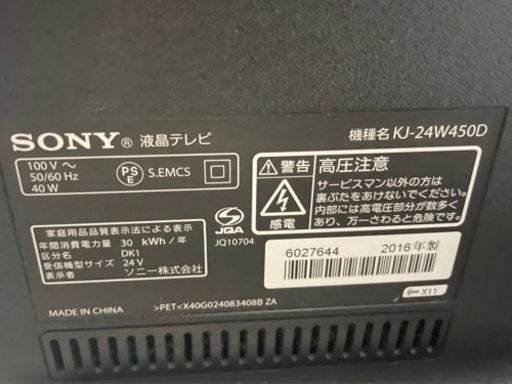 SONY® 液晶テレビ
機種名 KJ-24W450D
100 V ～
50/60 Hz
40 W
PS
E
S.EMCS
警告 高圧注意
サービスマン以外の方は
裏ぶたをあけないでください。
内部には高電圧部分が数多く
あり、万一さわると危険です。
感電
家庭用品品質表示法に基づく表示
年間消費電力量 30 kWh/年
区分名 DK1
受信機型サイズ 24V
表示者 ソニー株式会社
JQA
JQ10704
6027644 2016年製
X11
MADE IN CHINA >PET<X40G024083408B ZA